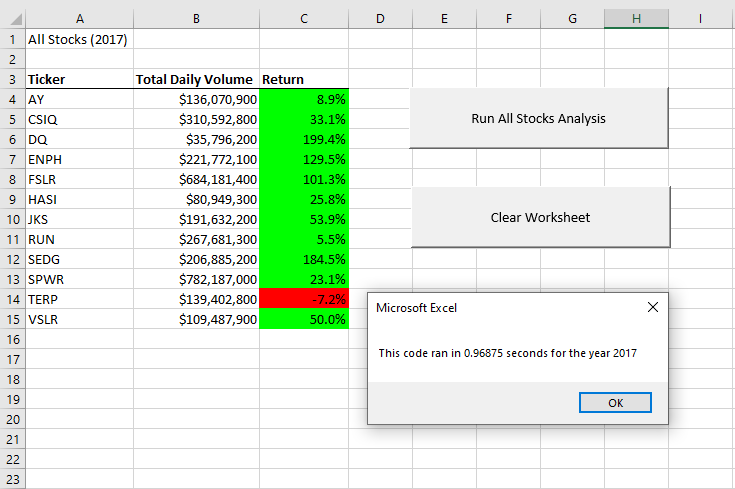 A B C D E F G H I
1 All Stocks (2017)
2
3 Ticker Total Daily Volume Return
4 AY $136,070,900 8.9%
5 CSIQ $310,592,800 33.1%
6 DQ $35,796,200 199.4%
7 ENPH $221,772,100 129.5%
8 FSLR $684,181,400 101.3%
9 HASI $80,949,300 25.8%
10 JKS $191,632,200 53.9%
11 RUN $267,681,300 5.5%
12 SEDG $206,885,200 184.5%
13 SPWR $782,187,000 23.1%
14 TERP $139,402,800 -7.2%
15 VSLR $109,487,900 50.0%
16
17
18
19
20
21
22
23
Run All Stocks Analysis
Clear Worksheet
Microsoft Excel
This code ran in 0.96875 seconds for the year 2017
OK